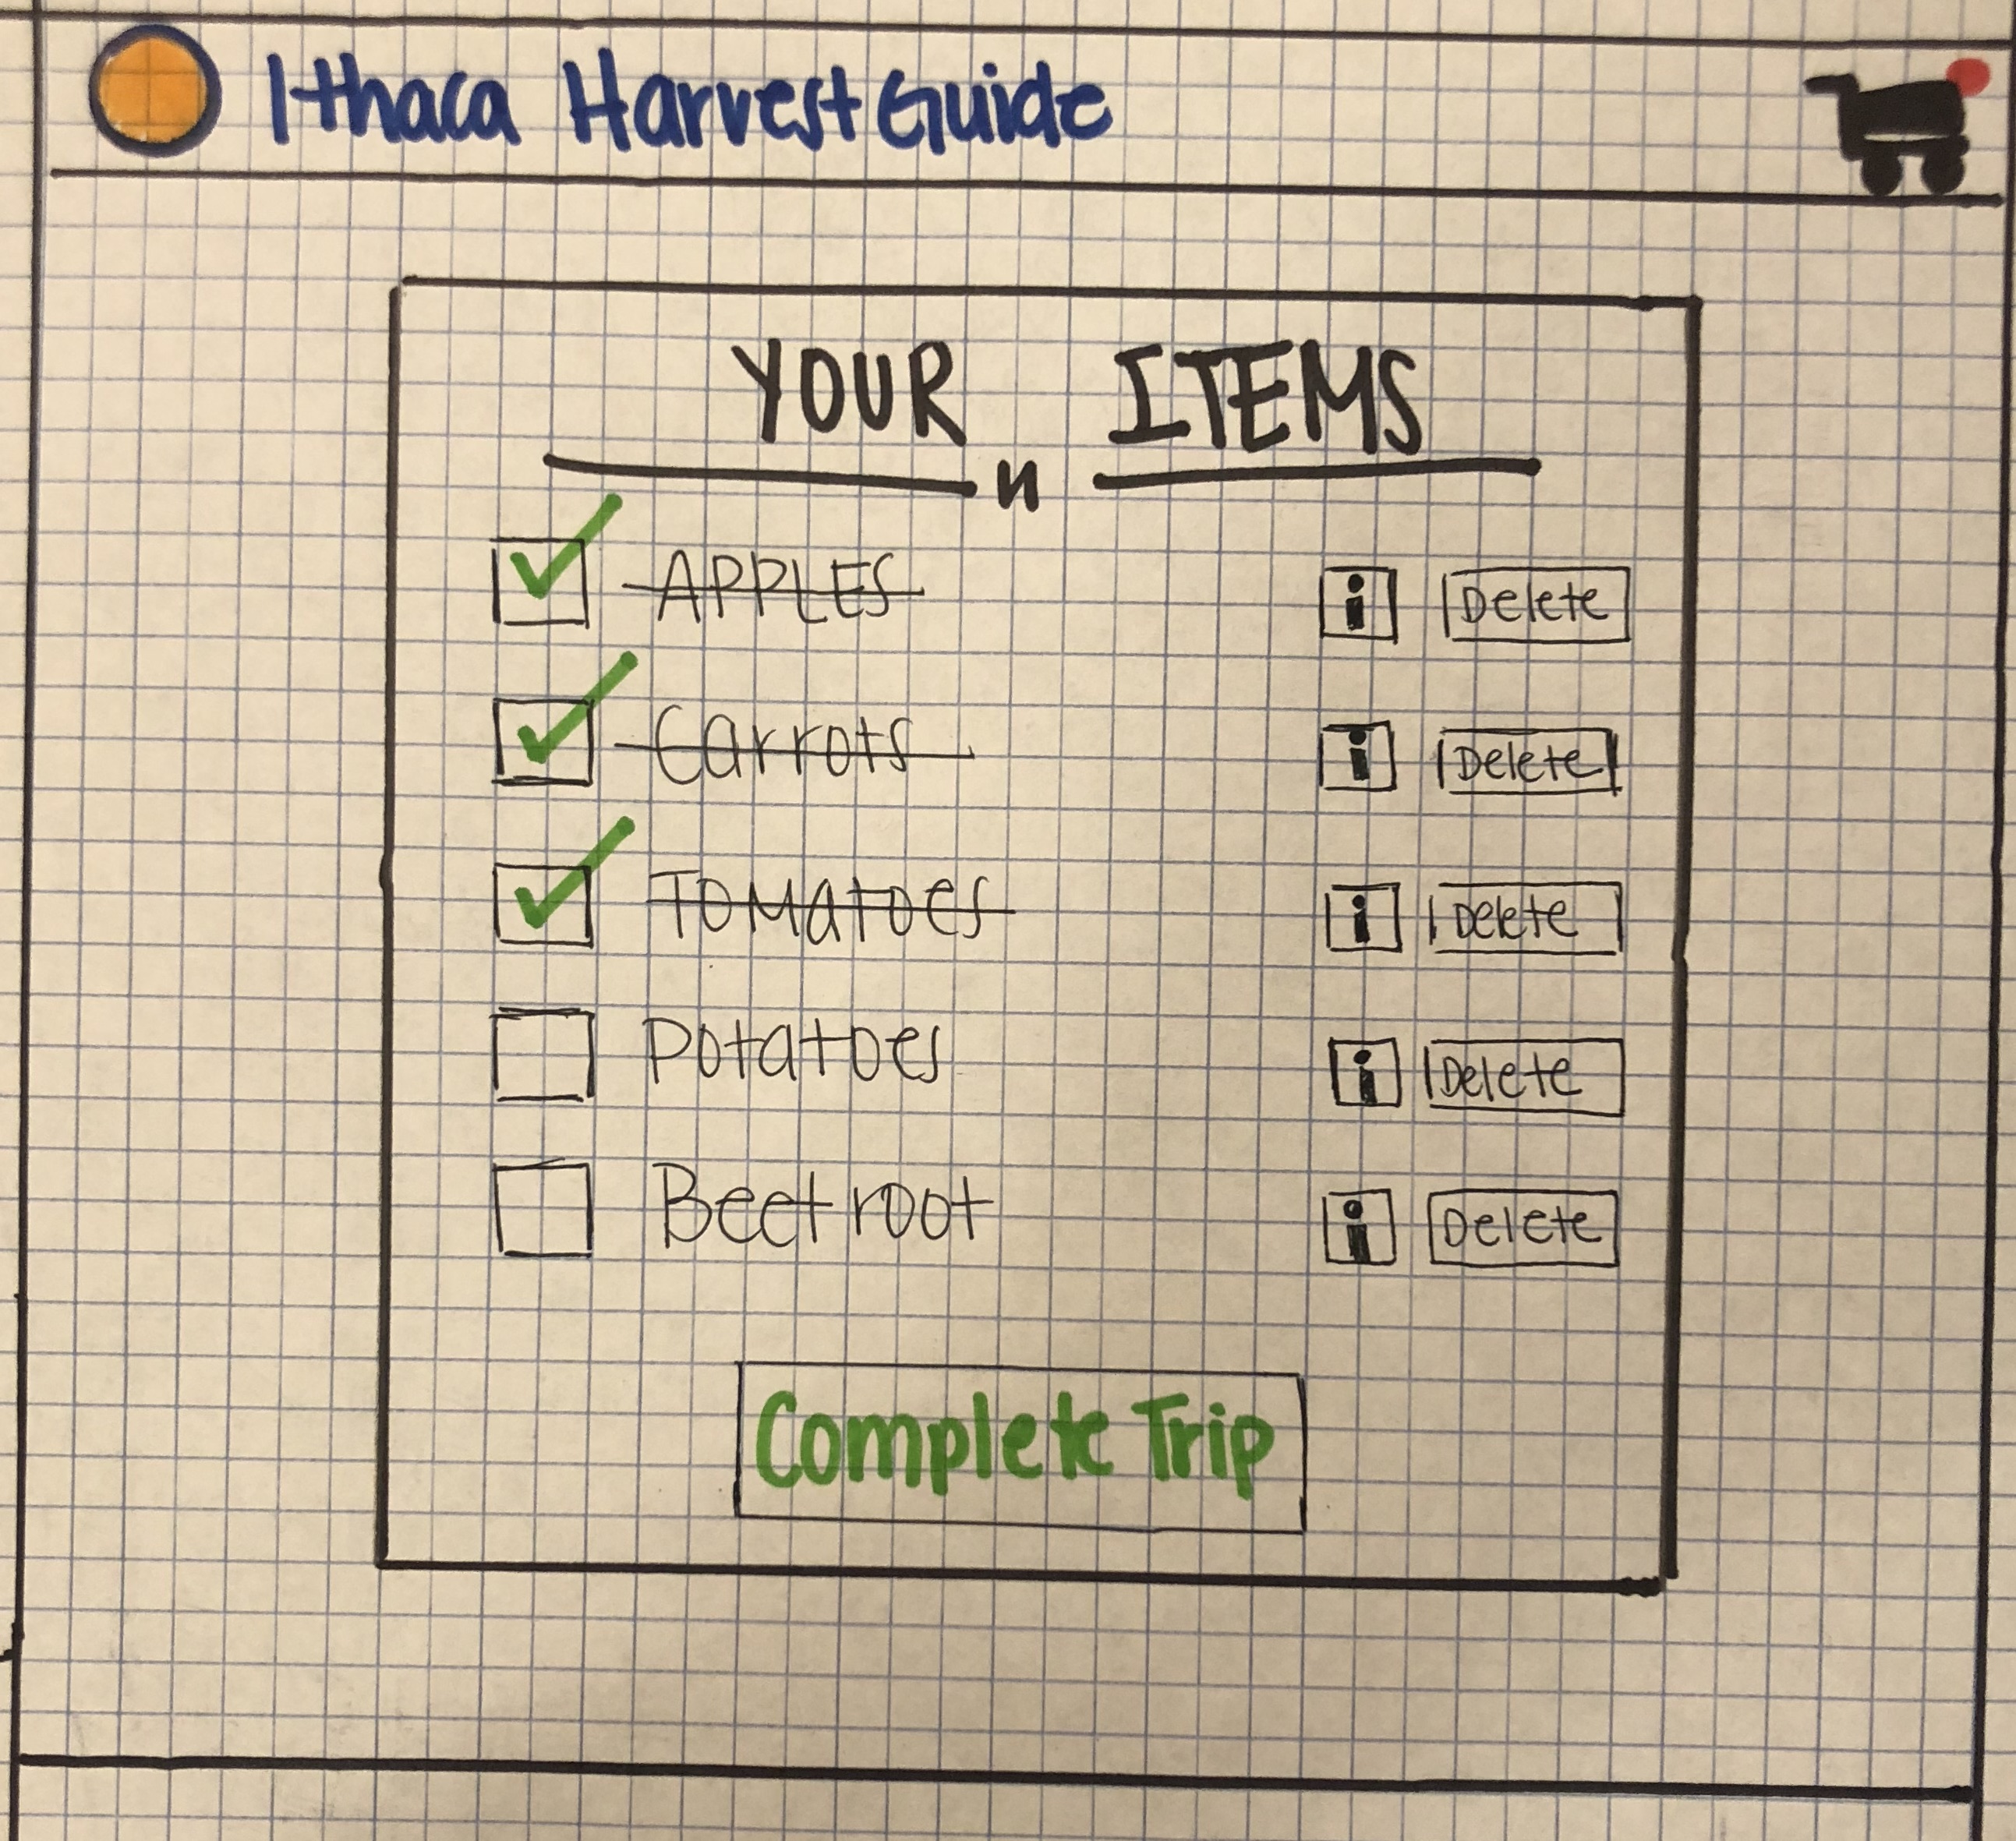 Ithaca Harvest Guide
YOUR ITEMS
APPLES i Delete
Carrots i Delete
Tomatoes i Delete
Potatoes i Delete
Beetroot i Delete
Complete Trip